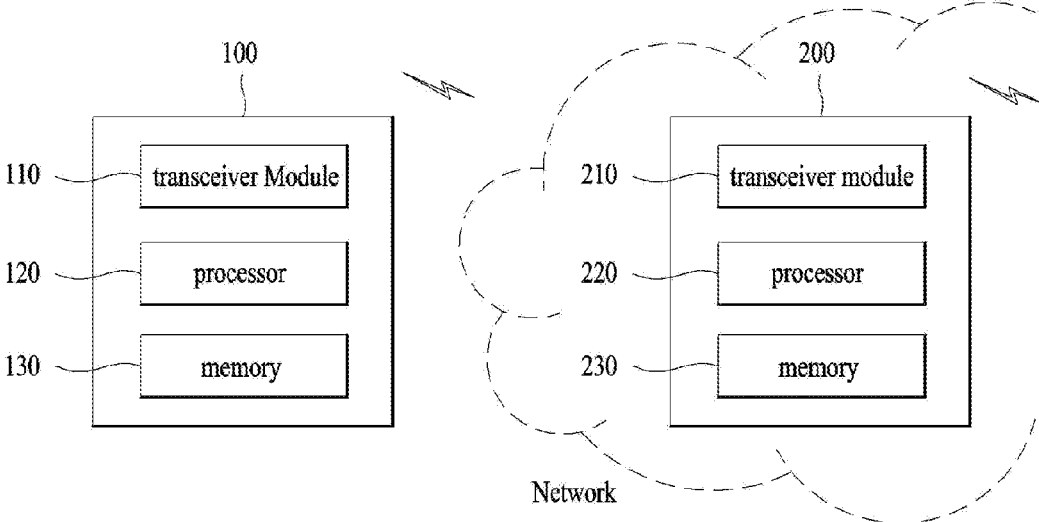 100
200
110
transceiver Module
210
transceiver module
120
processor
220
processor
130
memory
230
memory
Network